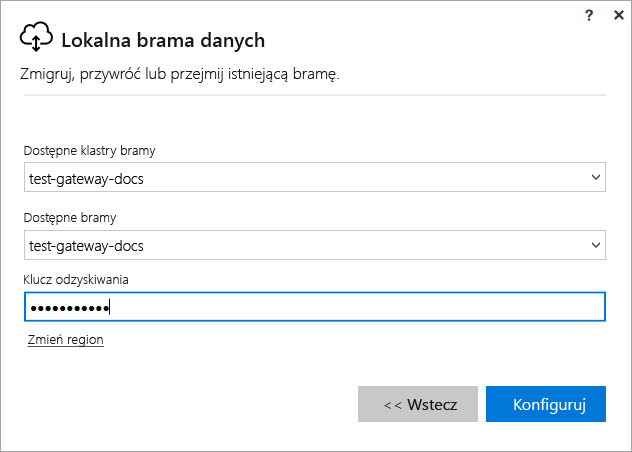 ? ×
Lokalna brama danych
Zmigruj, przywróć lub przejmij istniejącą bramę.
Dostępne klastry bramy
test-gateway-docs
Dostępne bramy
test-gateway-docs
Klucz odzyskiwania
●●●●●●●●●●●
Zmień region
<< Wstecz Konfiguruj